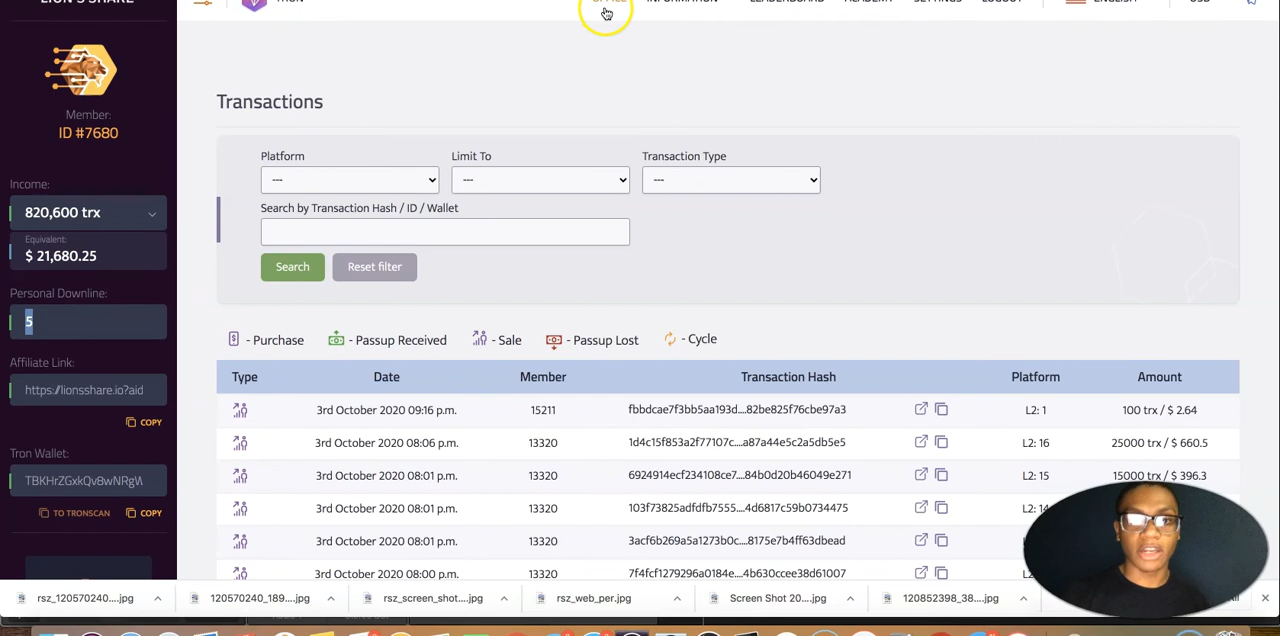 LION'S SHARE
TRON
OFFICE INFORMATION LEADERBOARD ACADEMY SETTINGS LOGOUT ENGLISH USD
Member:
ID #7680
Income:
820,600 trx
Equivalent:
$ 21,680.25
Personal Downline:
5
Affiliate Link:
https://lionsshare.io?aid
COPY
Tron Wallet:
TBKHrZGxkQv8wNRgW
TO TRONSCAN COPY
Transactions
Platform Limit To Transaction Type
--- --- ---
Search by Transaction Hash / ID / Wallet
Search Reset filter
- Purchase - Passup Received - Sale - Passup Lost - Cycle
Type Date Member Transaction Hash Platform Amount
3rd October 2020 09:16 p.m. 15211 fbbdcae7f3bb5aa193d....82be825f76cbe97a3 L2: 1 100 trx / $ 2.64
3rd October 2020 08:06 p.m. 13320 1d4c15f853a2f77107c....a87a44e5c2a5db5e5 L2: 16 25000 trx / $ 660.5
3rd October 2020 08:01 p.m. 13320 6924914ecf234108ce7....84b0d20b46049e271 L2: 15 15000 trx / $ 396.3
3rd October 2020 08:01 p.m. 13320 103f73825adfdfb7555....4d6817c59b0734475 L2: 14
3rd October 2020 08:01 p.m. 13320 3acf6b269a5a1273b0c....8175e7b4ff63dbead
3rd October 2020 08:00 p.m. 13320 7f4fcf1279296a0184e....4b630ccee38d61007
rsz_120570240....jpg 120570240_189....jpg rsz_screen_shot....jpg rsz_web_per.jpg Screen Shot 20....jpg 120852398_38....jpg